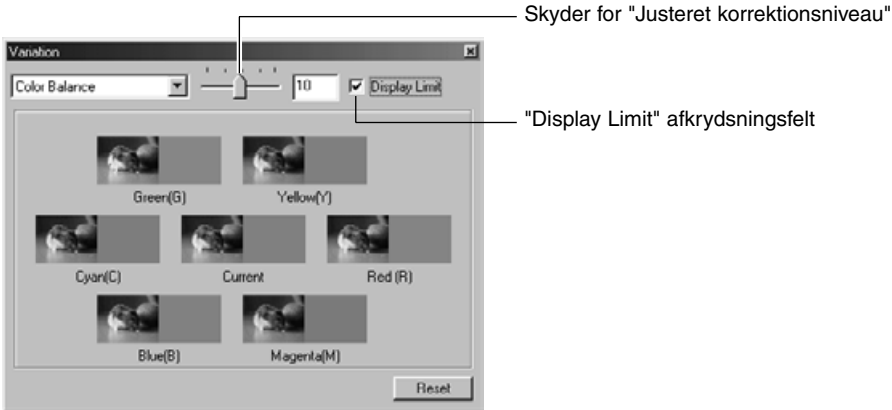 Skyder for "Justeret korrektionsniveau"
Variation
Color Balance
10
Display Limit
"Display Limit" afkrydsningsfelt
Green(G)
Yellow(Y)
Cyan(C)
Current
Red (R)
Blue(B)
Magenta(M)
Reset